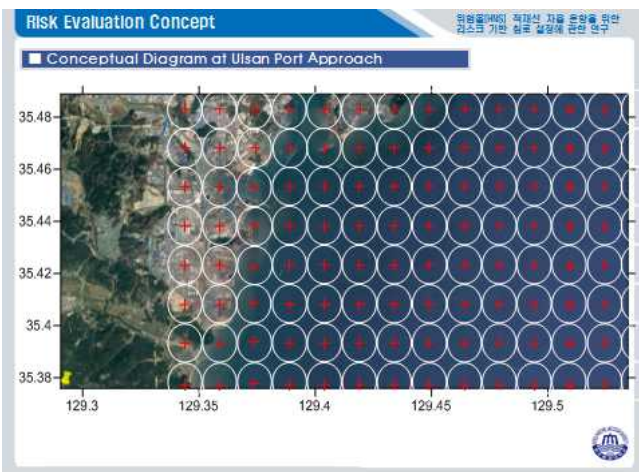 Risk Evaluation Concept
위험물(HNS) 적재선 자율 운항을 위한
리스크 기반 침로 설정에 관한 연구
■ Conceptual Diagram at Ulsan Port Approach
35.48
35.46
35.44
35.42
35.4
35.38
129.3 129.35 129.4 129.45 129.5